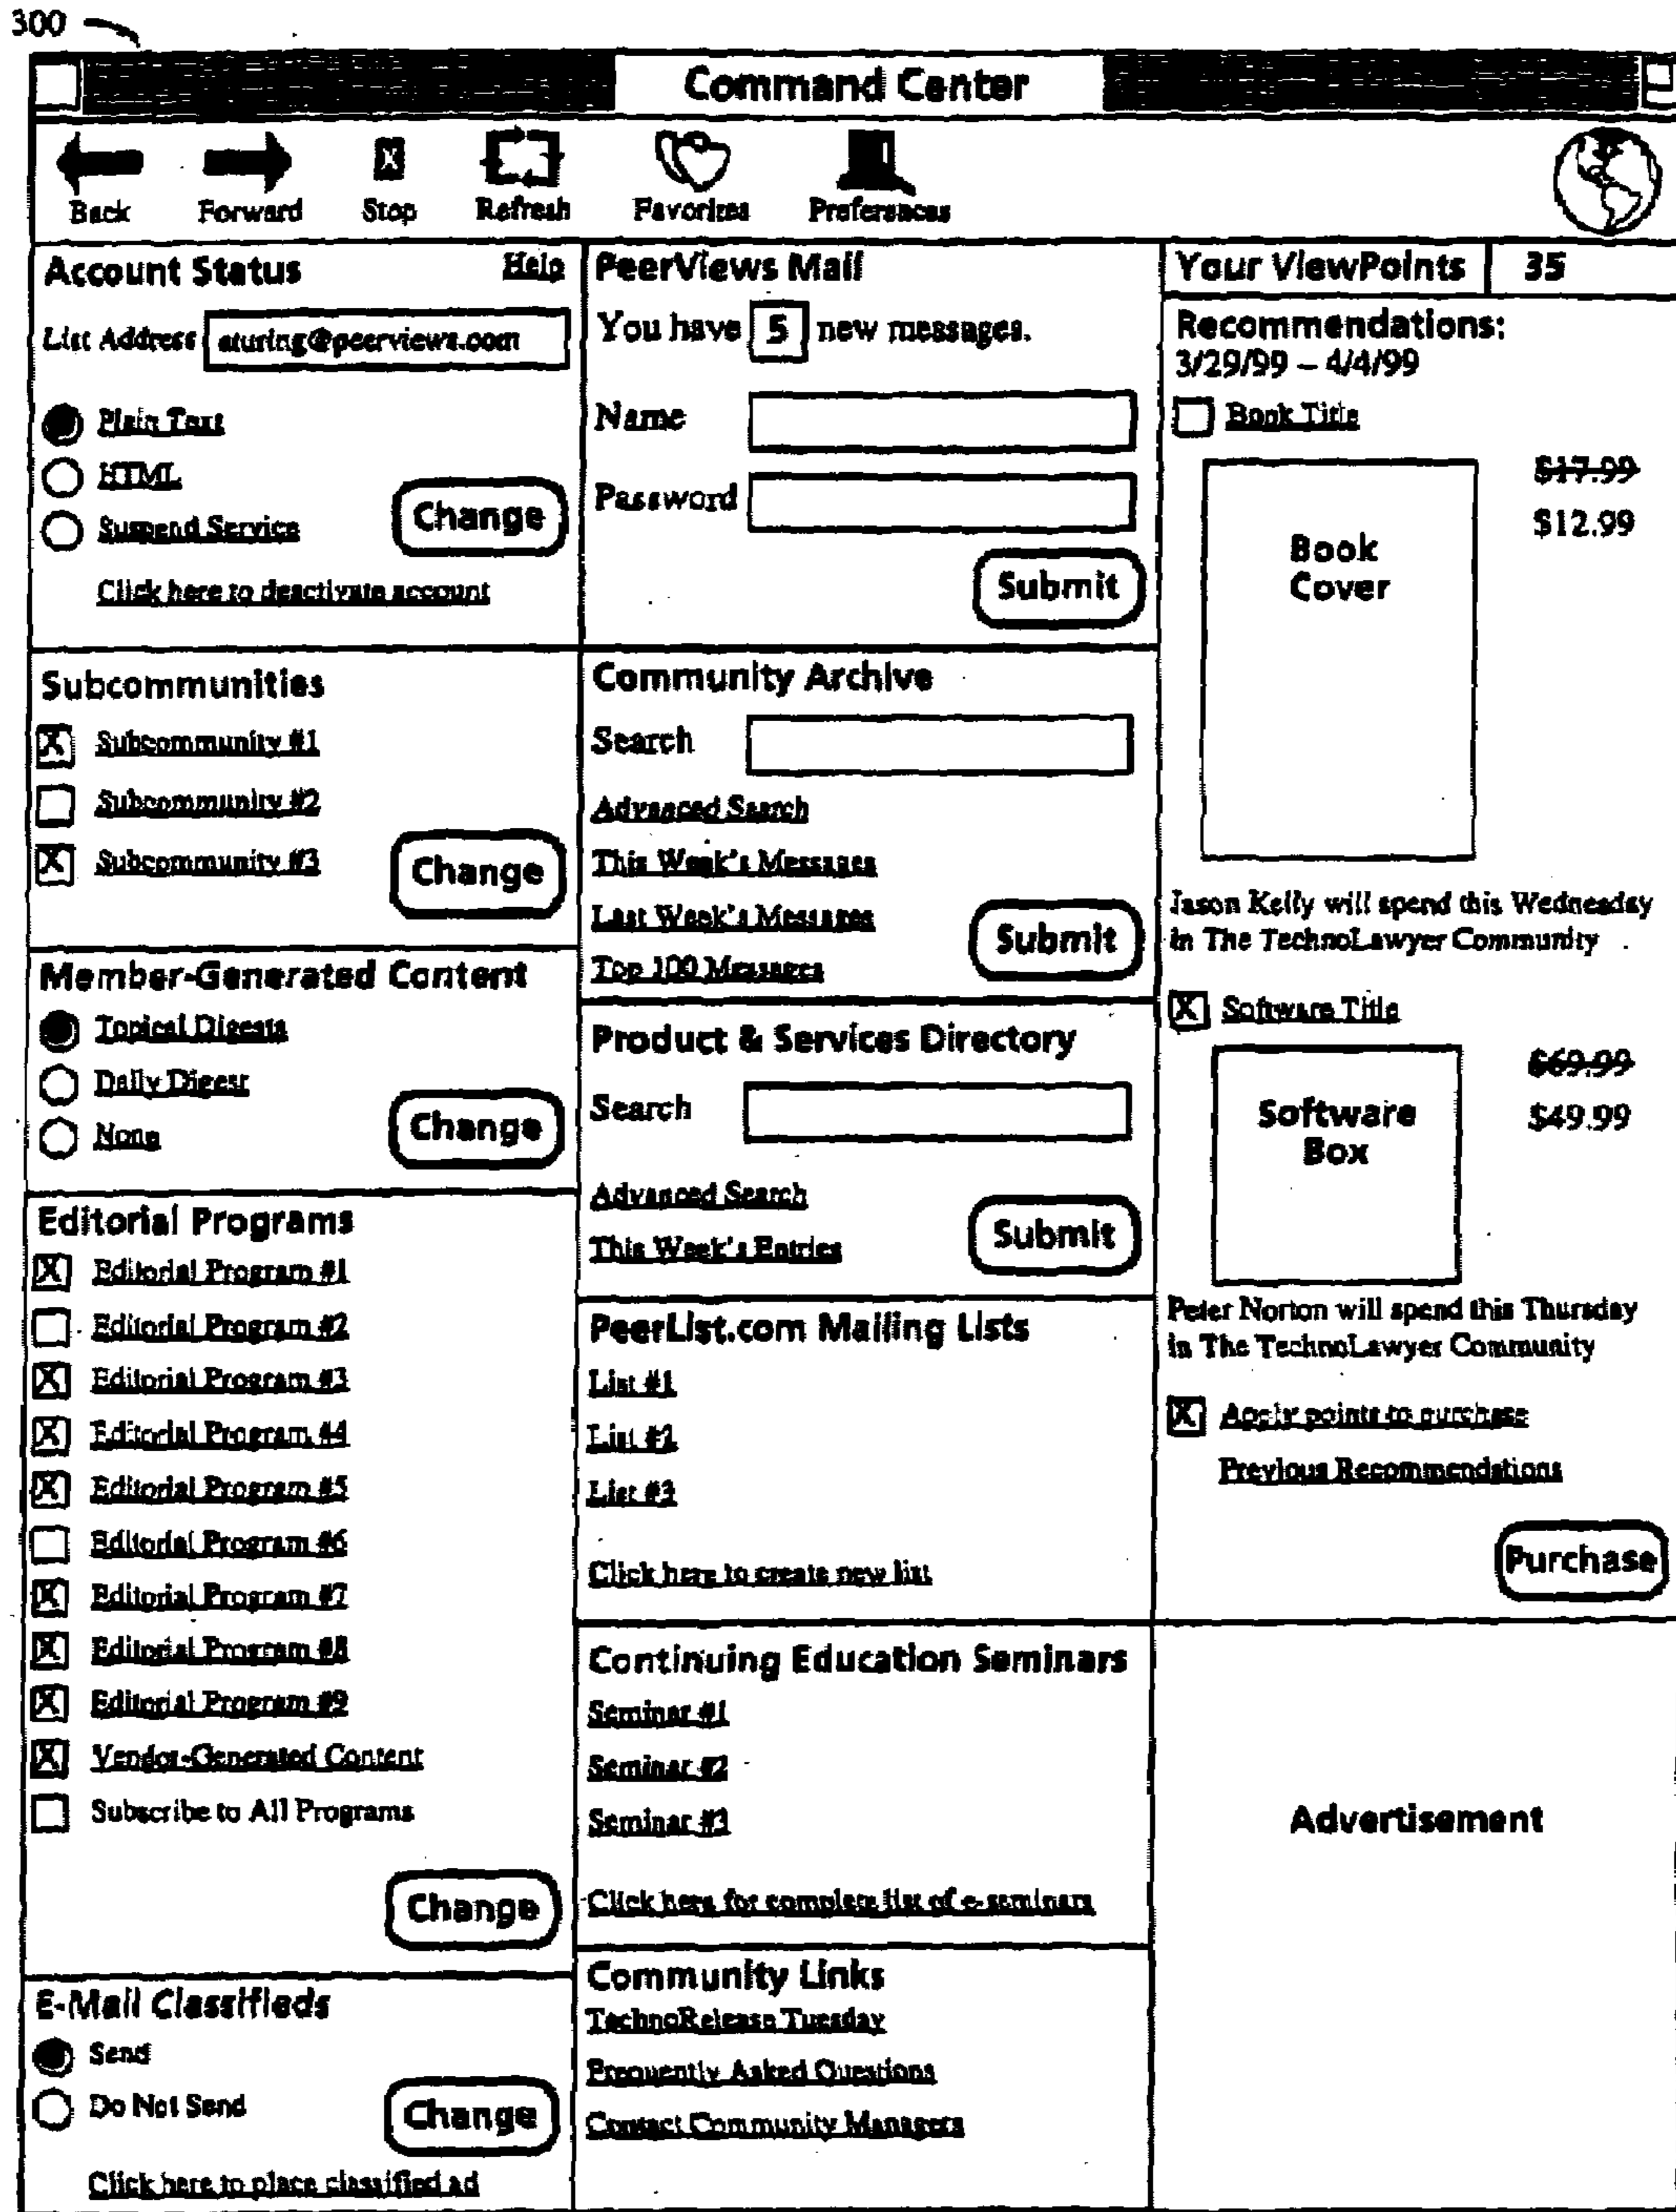 300
Command Center
Back Forward Stop Refresh Favorites Preferences
Account Status Help
List Address aturing@peerviews.com
Plain Text
HTML
Suspend Service
Change
Click here to deactivate account
Subcommunities
X Subcommunity #1
Subcommunity #2
X Subcommunity #3
Change
Member-Generated Content
Topical Digests
Daily Digest
None
Change
Editorial Programs
X Editorial Program #1
Editorial Program #2
X Editorial Program #3
X Editorial Program #4
X Editorial Program #5
Editorial Program #6
X Editorial Program #7
X Editorial Program #8
X Editorial Program #9
X Vendor-Generated Content
Subscribe to All Programs
Change
E-Mail Classifieds
Send
Do Not Send
Change
Click here to place classified ad
PeerViews Mail
You have 5 new messages.
Name
Password
Submit
Community Archive
Search
Advanced Search
This Week's Messages
Last Week's Messages
Top 100 Messages
Submit
Product & Services Directory
Search
Advanced Search
This Week's Entries
Submit
PeerList.com Mailing Lists
List #1
List #2
List #3
Click here to create new list
Continuing Education Seminars
Seminar #1
Seminar #2
Seminar #3
Click here for complete list of e-seminars
Community Links
TechnoRelease Tuesday
Frequently Asked Questions
Contact Community Managers
Your ViewPoints 35
Recommendations:
3/29/99 – 4/4/99
Book Title
$17.99
$12.99
Book
Cover
Jason Kelly will spend this Wednesday
in The TechnoLawyer Community
X Software Title
$69.99
$49.99
Software
Box
Peter Norton will spend this Thursday
in The TechnoLawyer Community
X Apply points to purchase
Previous Recommendations
Purchase
Advertisement